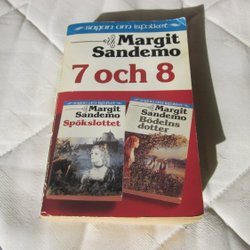 sagan om isfolket
Margit
Sandemo
7 och 8
Margit
Sandemo
Spökslottet
Margit
Sandemo
Bödelns
dotter